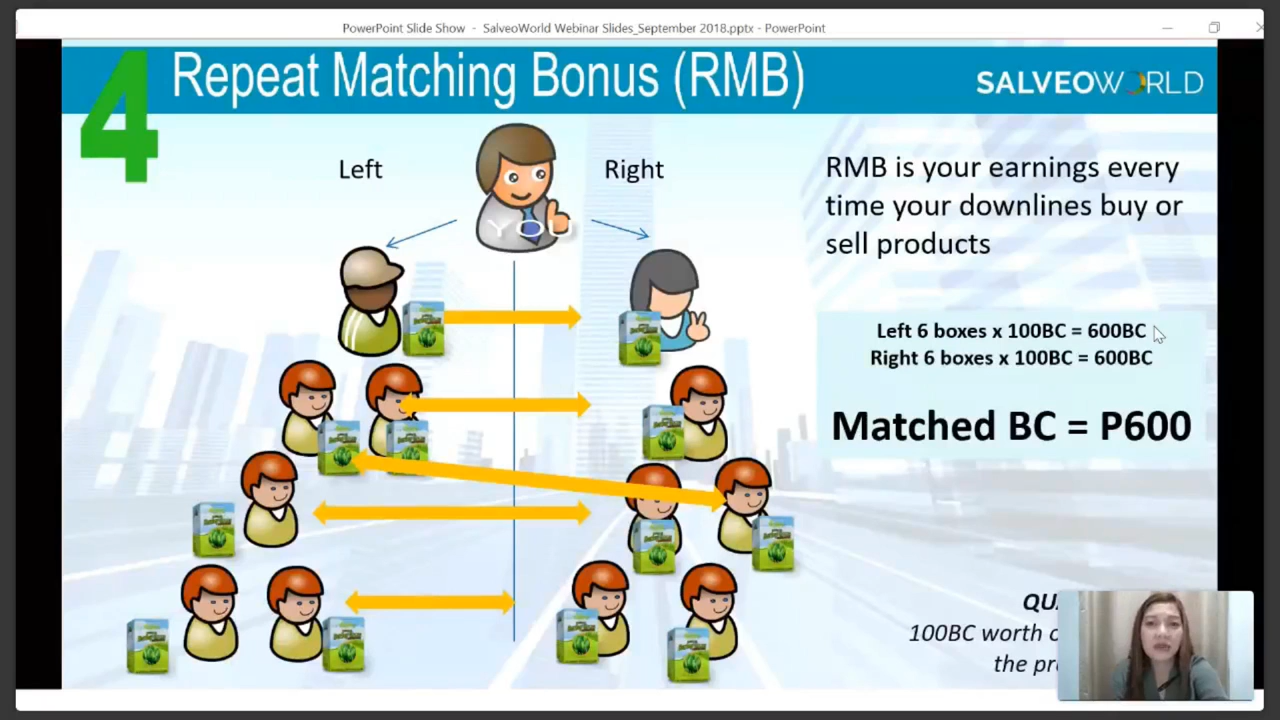 PowerPoint Slide Show - SalveoWorld Webinar Slides_September 2018.pptx - PowerPoint
4 Repeat Matching Bonus (RMB)
SALVEOWORLD
Left
Right
YOU
RMB is your earnings every
time your downlines buy or
sell products
Left 6 boxes x 100BC = 600BC
Right 6 boxes x 100BC = 600BC
Matched BC = P600
100BC worth
the